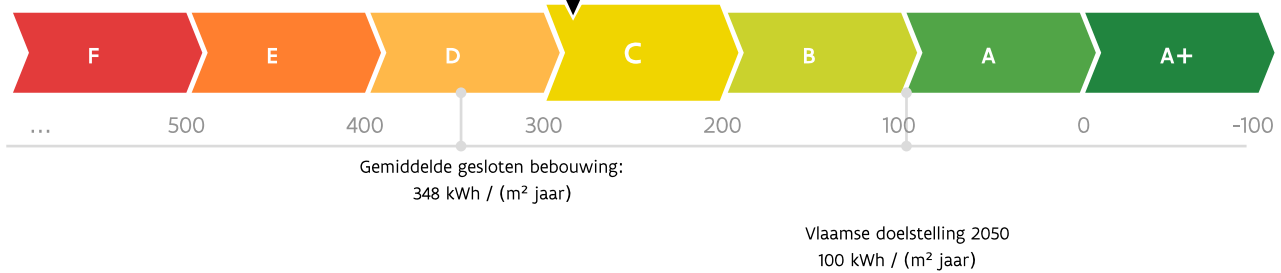 F E D C B A A+
... 500 400 300 200 100 0 -100
Gemiddelde gesloten bebouwing:
348 kWh / (m² jaar)
Vlaamse doelstelling 2050
100 kWh / (m² jaar)